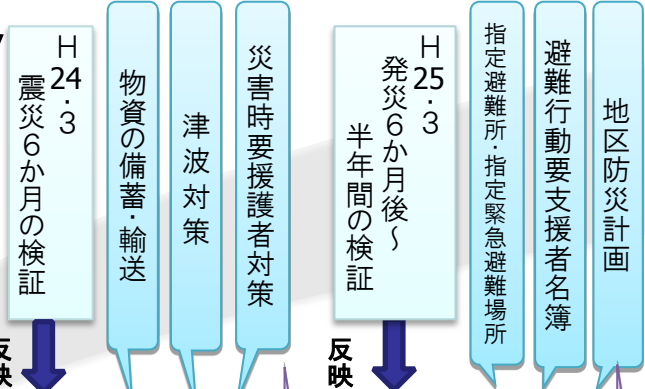 H
24・3
震災6か月の検証
物資の備蓄・輸送
津波対策
災害時要援護者対策
H
25・3
発災6か月後～
半年間の検証
指定避難所・指定緊急避難場所
避難行動要支援者名簿
地区防災計画
反映
反映